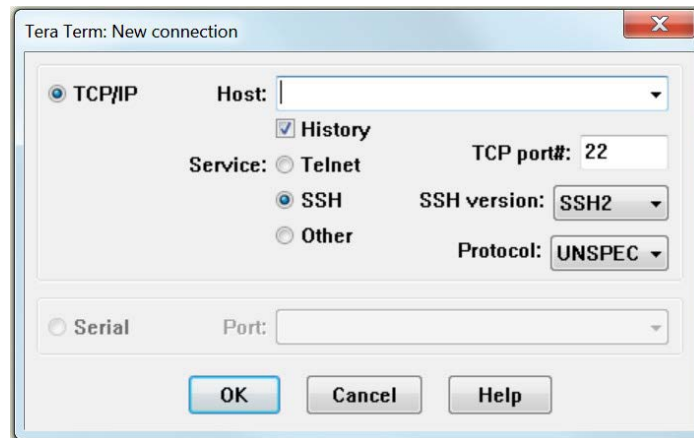 Tera Term: New connection
TCP/IP Host:
History
Service: Telnet TCP port#: 22
SSH SSH version: SSH2
Other Protocol: UNSPEC
Serial Port:
OK Cancel Help